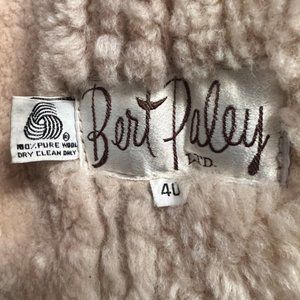 Bert Paley
LTD.
100% PURE WOOL
DRY CLEAN ONLY
40